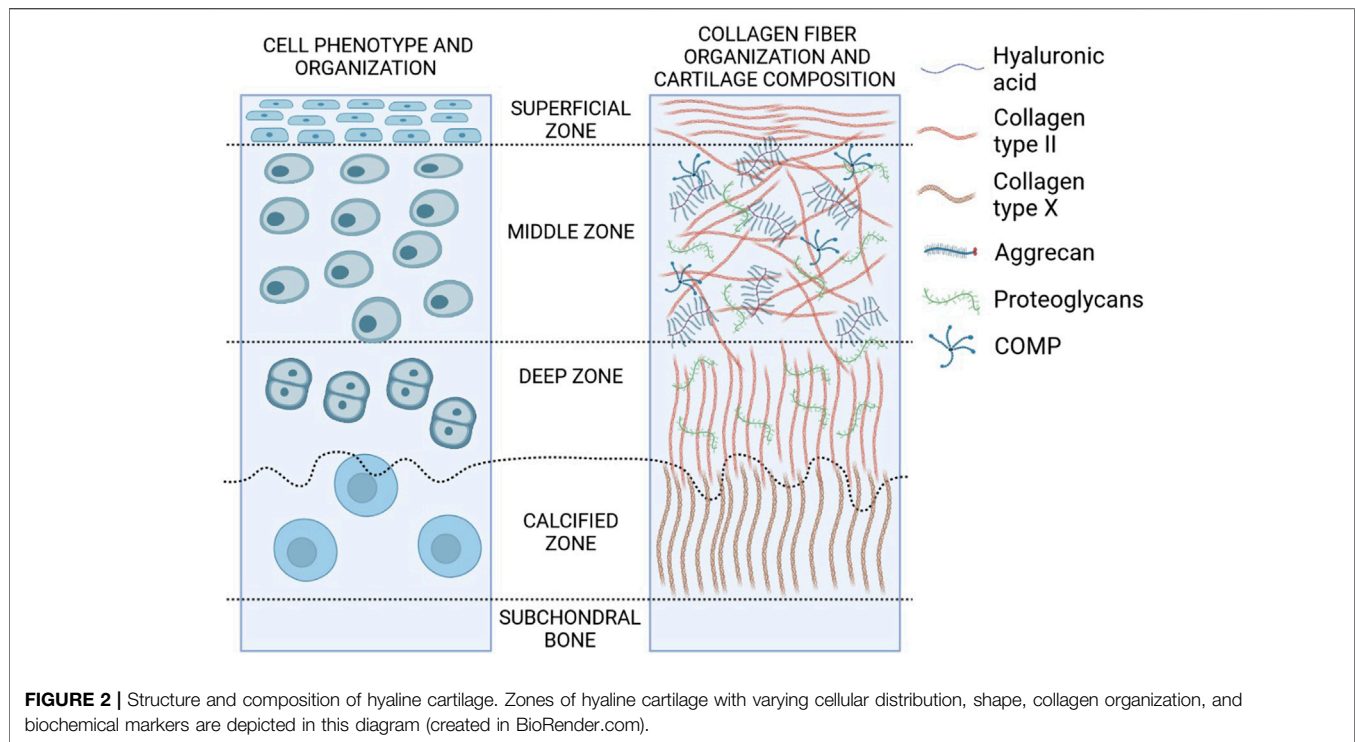 CELL PHENOTYPE AND
ORGANIZATION
COLLAGEN FIBER
ORGANIZATION AND
CARTILAGE COMPOSITION
SUPERFICIAL
ZONE
MIDDLE ZONE
DEEP ZONE
CALCIFIED
ZONE
SUBCHONDRAL
BONE
Hyaluronic
acid
Collagen
type II
Collagen
type X
Aggrecan
Proteoglycans
COMP
FIGURE 2 | Structure and composition of hyaline cartilage. Zones of hyaline cartilage with varying cellular distribution, shape, collagen organization, and
biochemical markers are depicted in this diagram (created in BioRender.com).